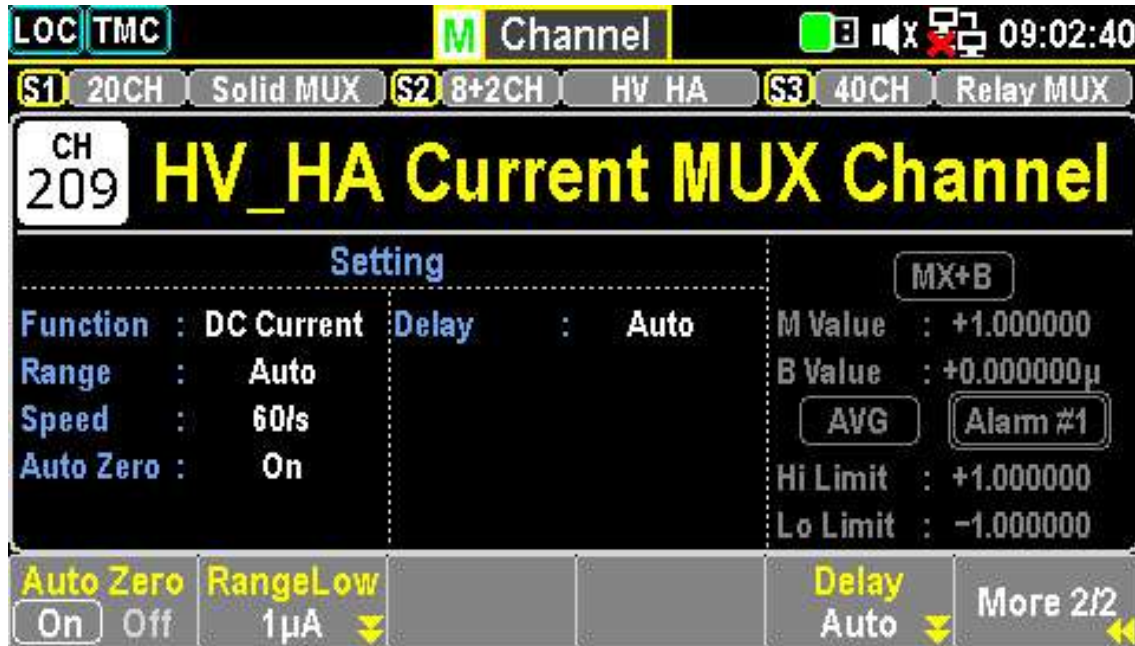 LOC TMC M Channel x 09:02:40
S1 20CH Solid MUX S2 8+2CH HV HA S3 40CH Relay MUX
CH
209
HV_HA Current MUX Channel
Setting
Function : DC Current
Range : Auto
Speed : 60/s
Auto Zero : On
Delay : Auto
MX+B
M Value : +1.000000
B Value : +0.000000µ
AVG Alarm #1
Hi Limit : +1.000000
Lo Limit : -1.000000
Auto Zero
On Off
RangeLow
1µA
Delay
Auto
More 2/2